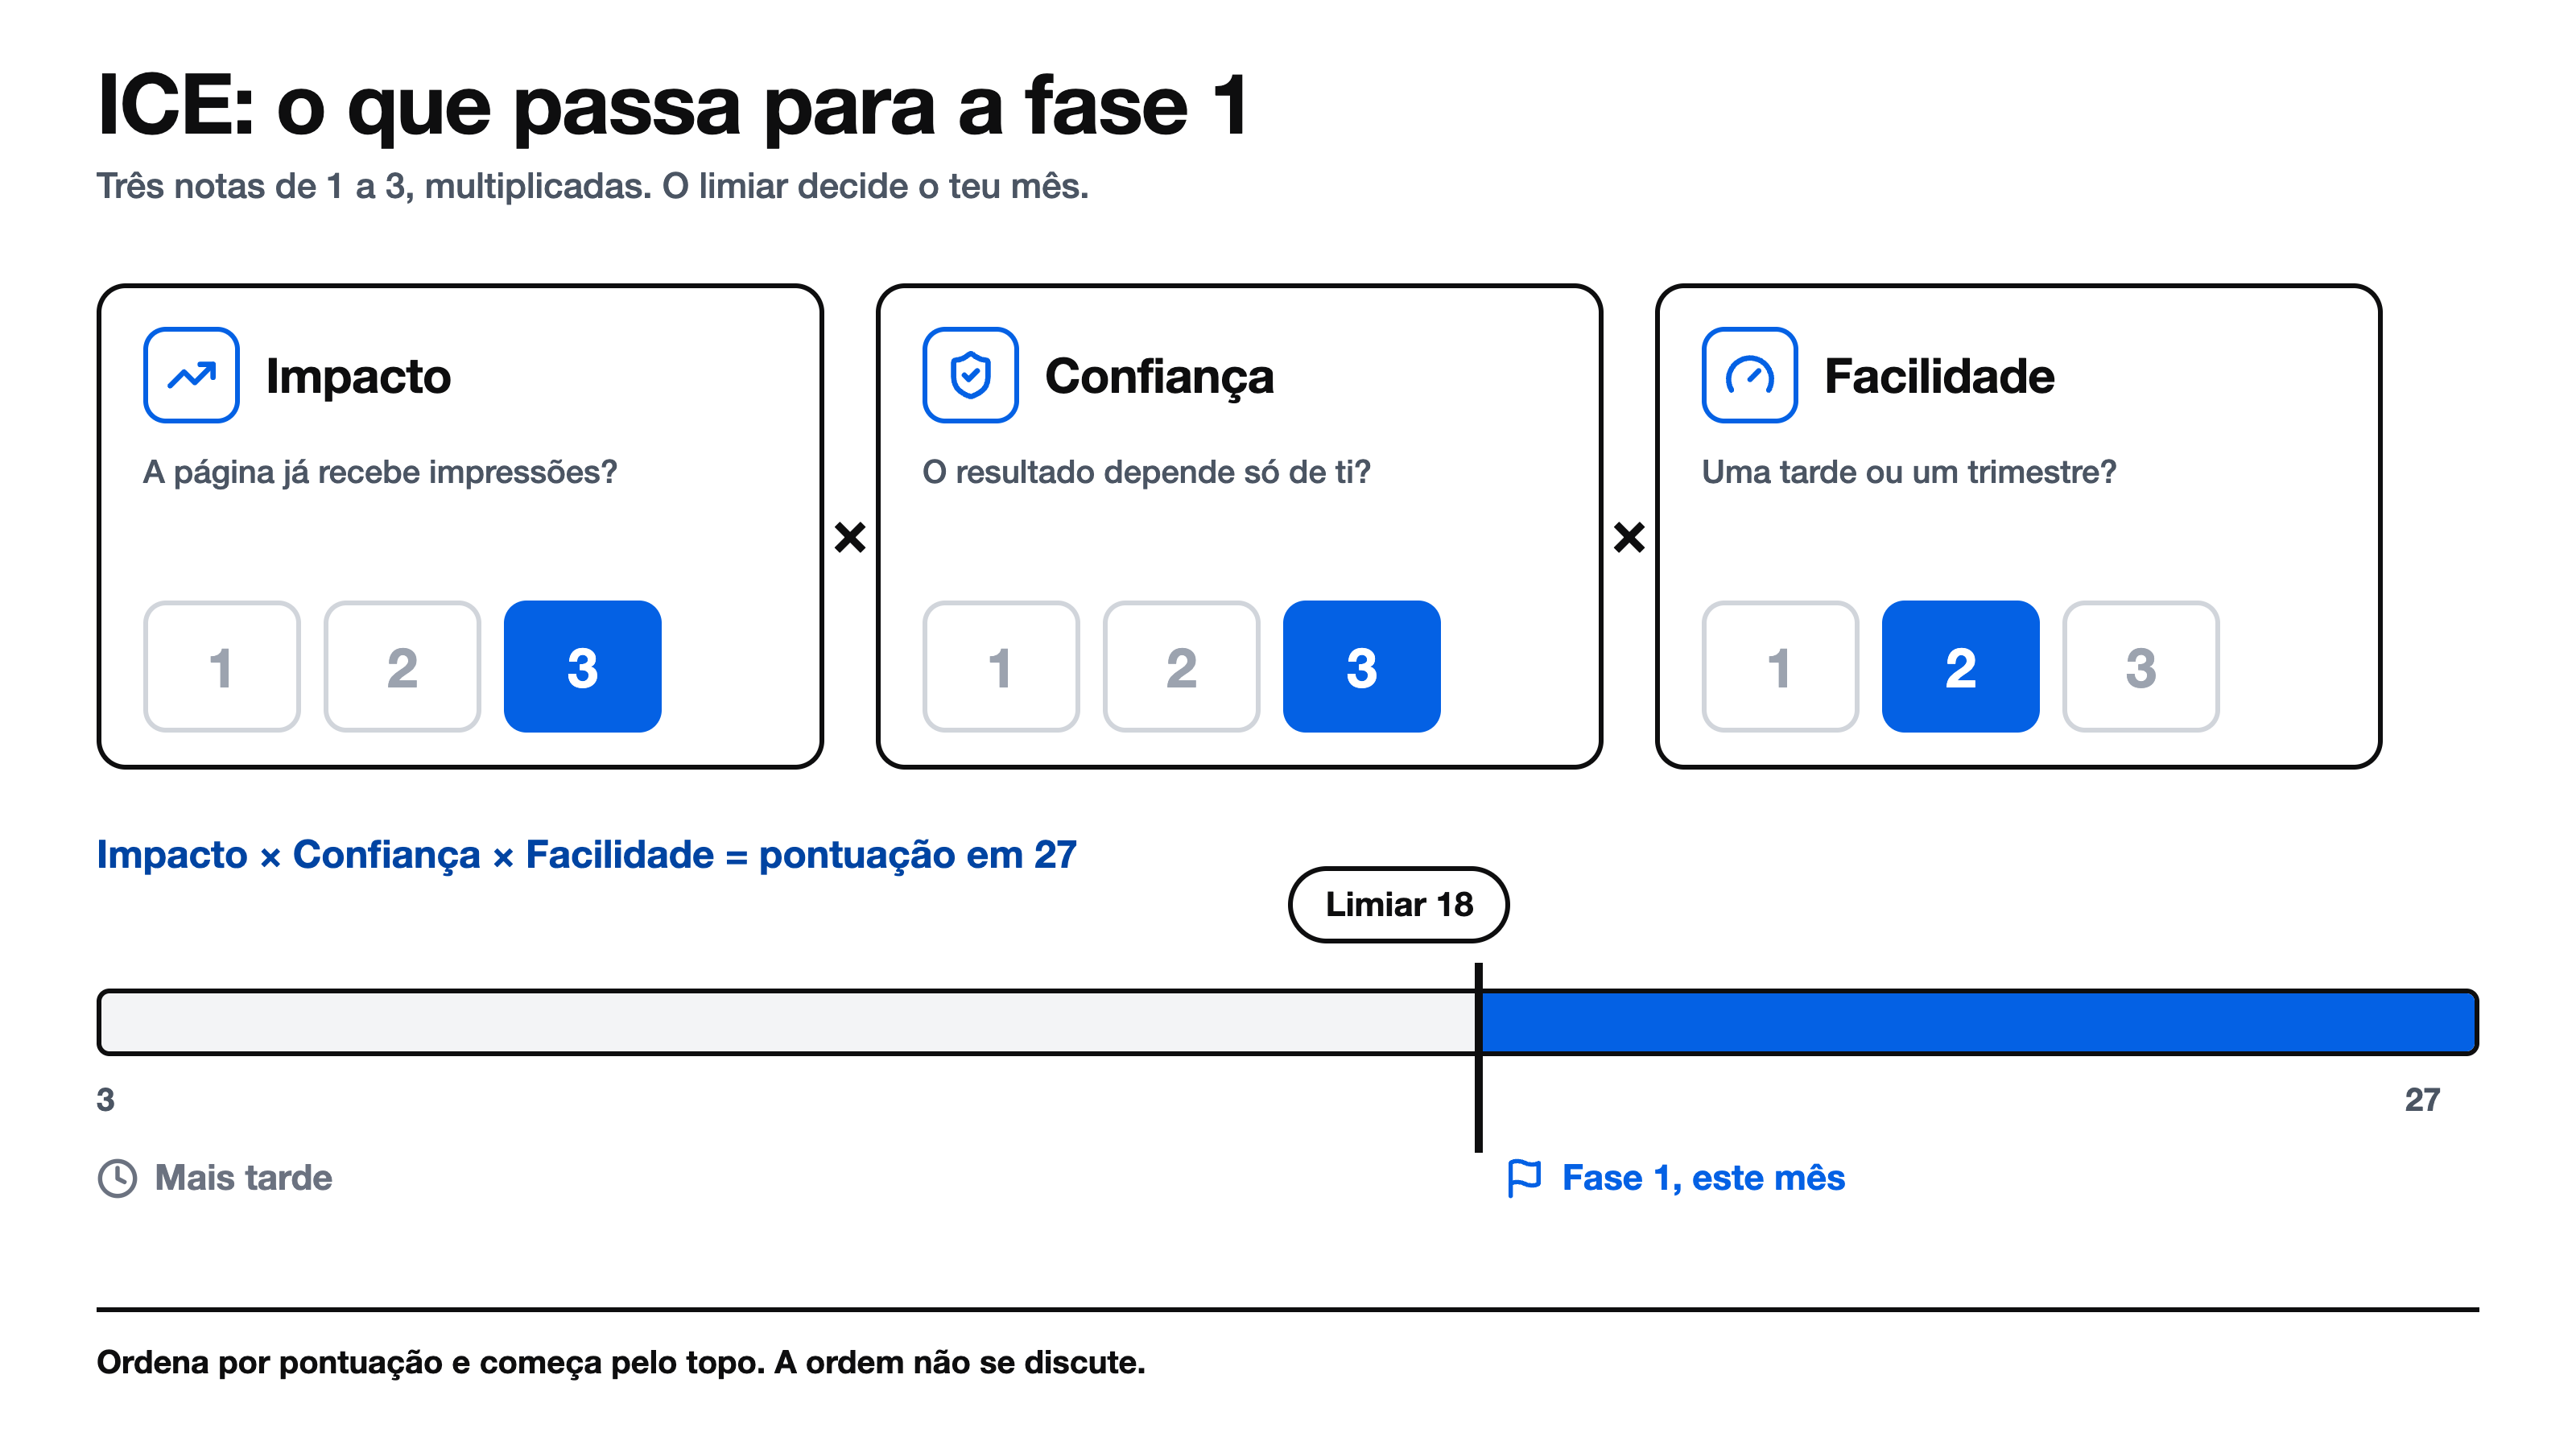 ICE: o que passa para a fase 1
Três notas de 1 a 3, multiplicadas. O limiar decide o teu mês.
Impacto
A página já recebe impressões?
1 2 3
×
Confiança
O resultado depende só de ti?
1 2 3
×
Facilidade
Uma tarde ou um trimestre?
1 2 3
Impacto × Confiança × Facilidade = pontuação em 27
Limiar 18
3
27
Mais tarde
Fase 1, este mês
Ordena por pontuação e começa pelo topo. A ordem não se discute.